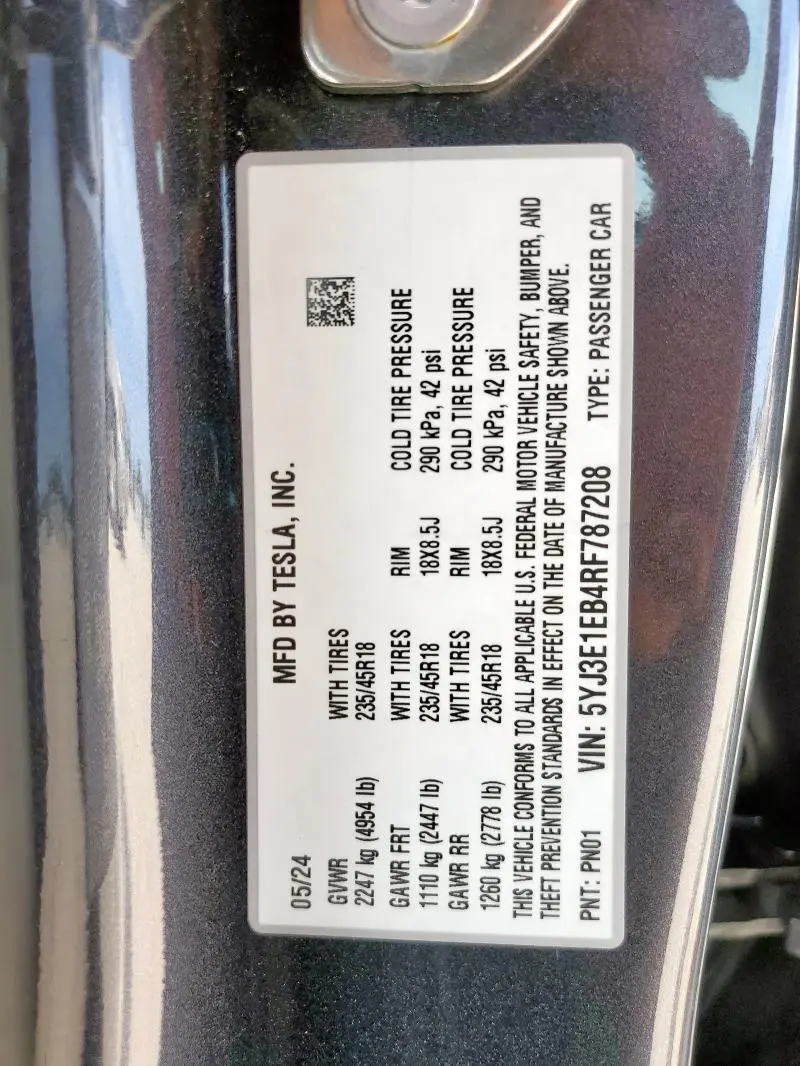 MFD BY TESLA, INC.
05/24
GVWR WITH TIRES
2247 kg (4954 lb) 235/45R18
GAWR FRT WITH TIRES RIM COLD TIRE PRESSURE
1110 kg (2447 lb) 235/45R18 18X8.5J 290 kPa, 42 psi
GAWR RR WITH TIRES RIM COLD TIRE PRESSURE
1260 kg (2778 lb) 235/45R18 18X8.5J 290 kPa, 42 psi
THIS VEHICLE CONFORMS TO ALL APPLICABLE U.S. FEDERAL MOTOR VEHICLE SAFETY, BUMPER, AND
THEFT PREVENTION STANDARDS IN EFFECT ON THE DATE OF MANUFACTURE SHOWN ABOVE.
PNT: PN01 VIN: 5YJ3E1EB4RF787208 TYPE: PASSENGER CAR